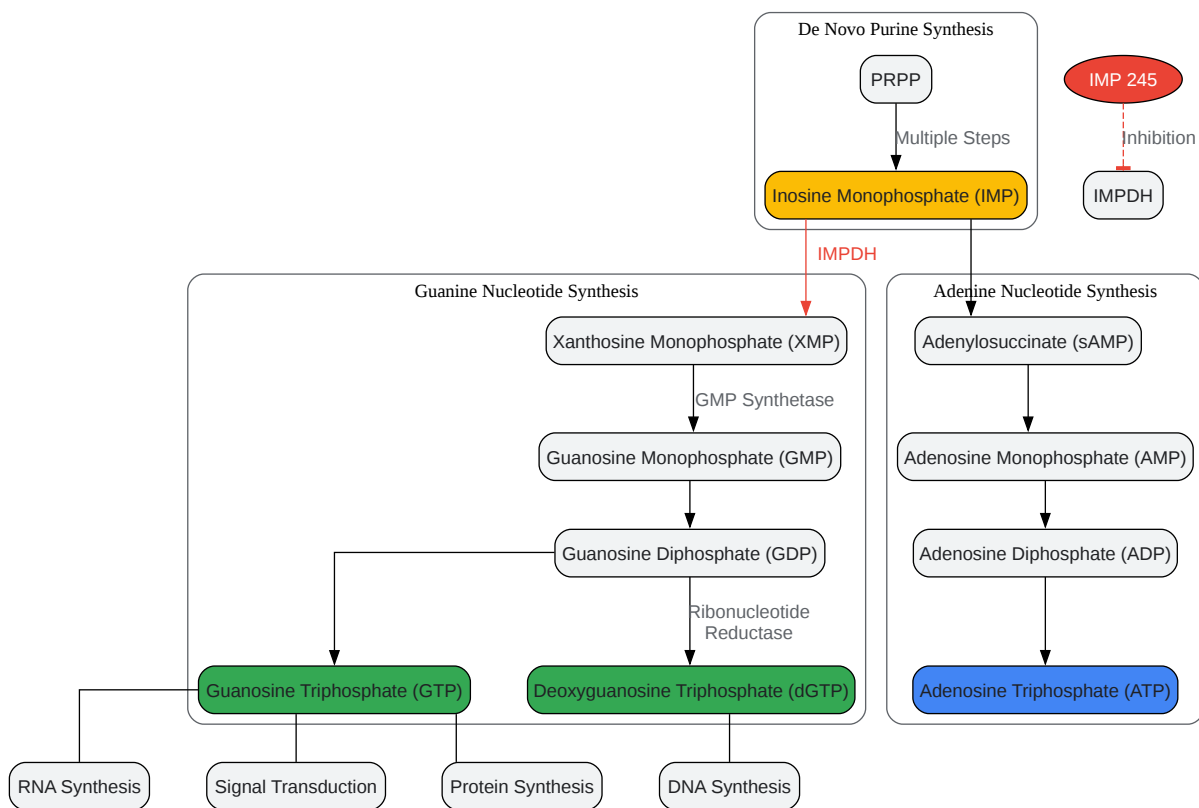 De Novo Purine Synthesis
PRPP
IMP 245
Multiple Steps
Inhibition
Inosine Monophosphate (IMP)
IMPDH
IMPDH
Guanine Nucleotide Synthesis
Adenine Nucleotide Synthesis
Xanthosine Monophosphate (XMP)
Adenylosuccinate (sAMP)
GMP Synthetase
Guanosine Monophosphate (GMP)
Adenosine Monophosphate (AMP)
Guanosine Diphosphate (GDP)
Adenosine Diphosphate (ADP)
Ribonucleotide
Reductase
Guanosine Triphosphate (GTP)
Deoxyguanosine Triphosphate (dGTP)
Adenosine Triphosphate (ATP)
RNA Synthesis
Signal Transduction
Protein Synthesis
DNA Synthesis